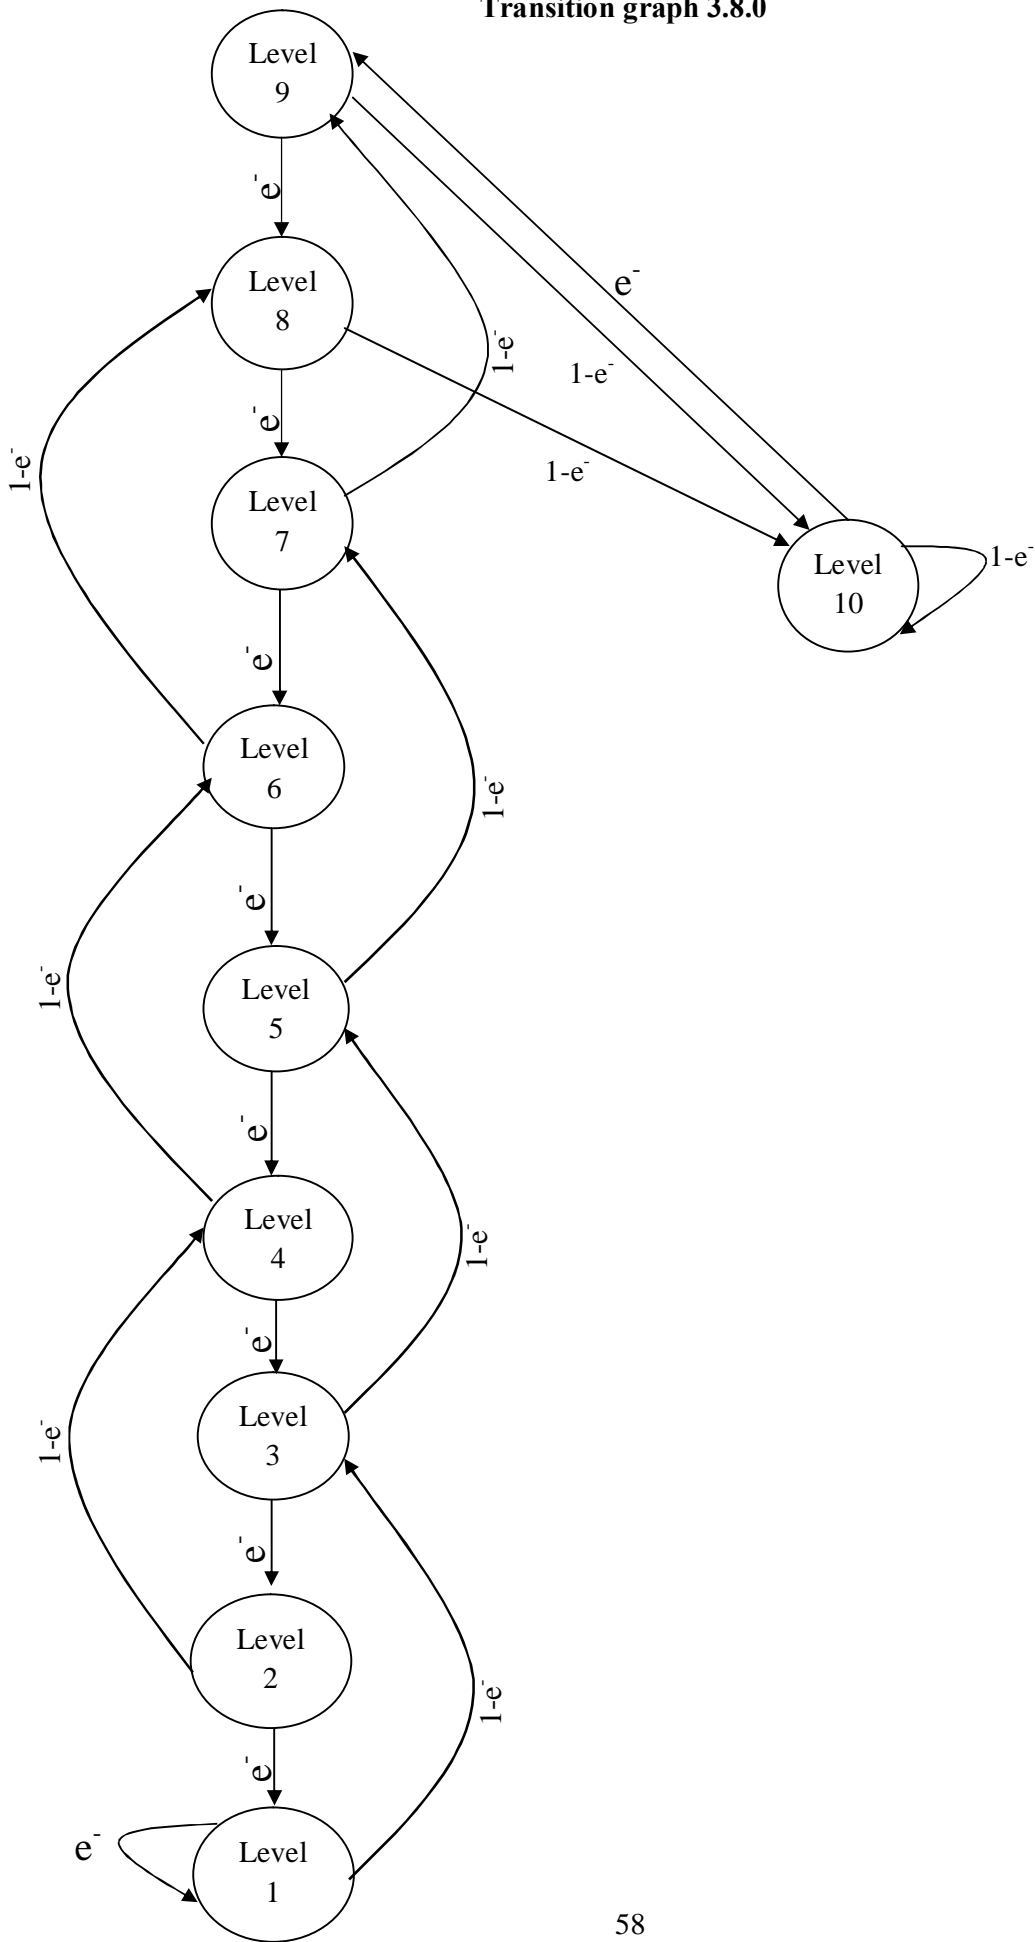 Transition graph 3.8.0
Level
9
e-
Level
8
e-
1-e-
1-e-
e-
1-e-
1-e-
Level
7
Level
10
1-e-
e-
Level
6
1-e-
e-
1-e-
Level
5
e-
Level
4
1-e-
e-
Level
3
1-e-
e-
Level
2
1-e-
e-
Level
1
e-
58